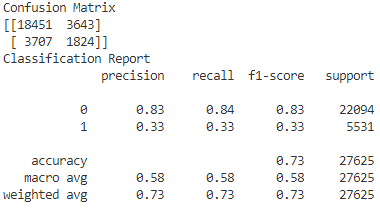 Confusion Matrix
[[18451 3643]
[ 3707 1824]]
Classification Report
precision recall f1-score support
0 0.83 0.84 0.83 22094
1 0.33 0.33 0.33 5531
accuracy 0.73 27625
macro avg 0.58 0.58 0.58 27625
weighted avg 0.73 0.73 0.73 27625